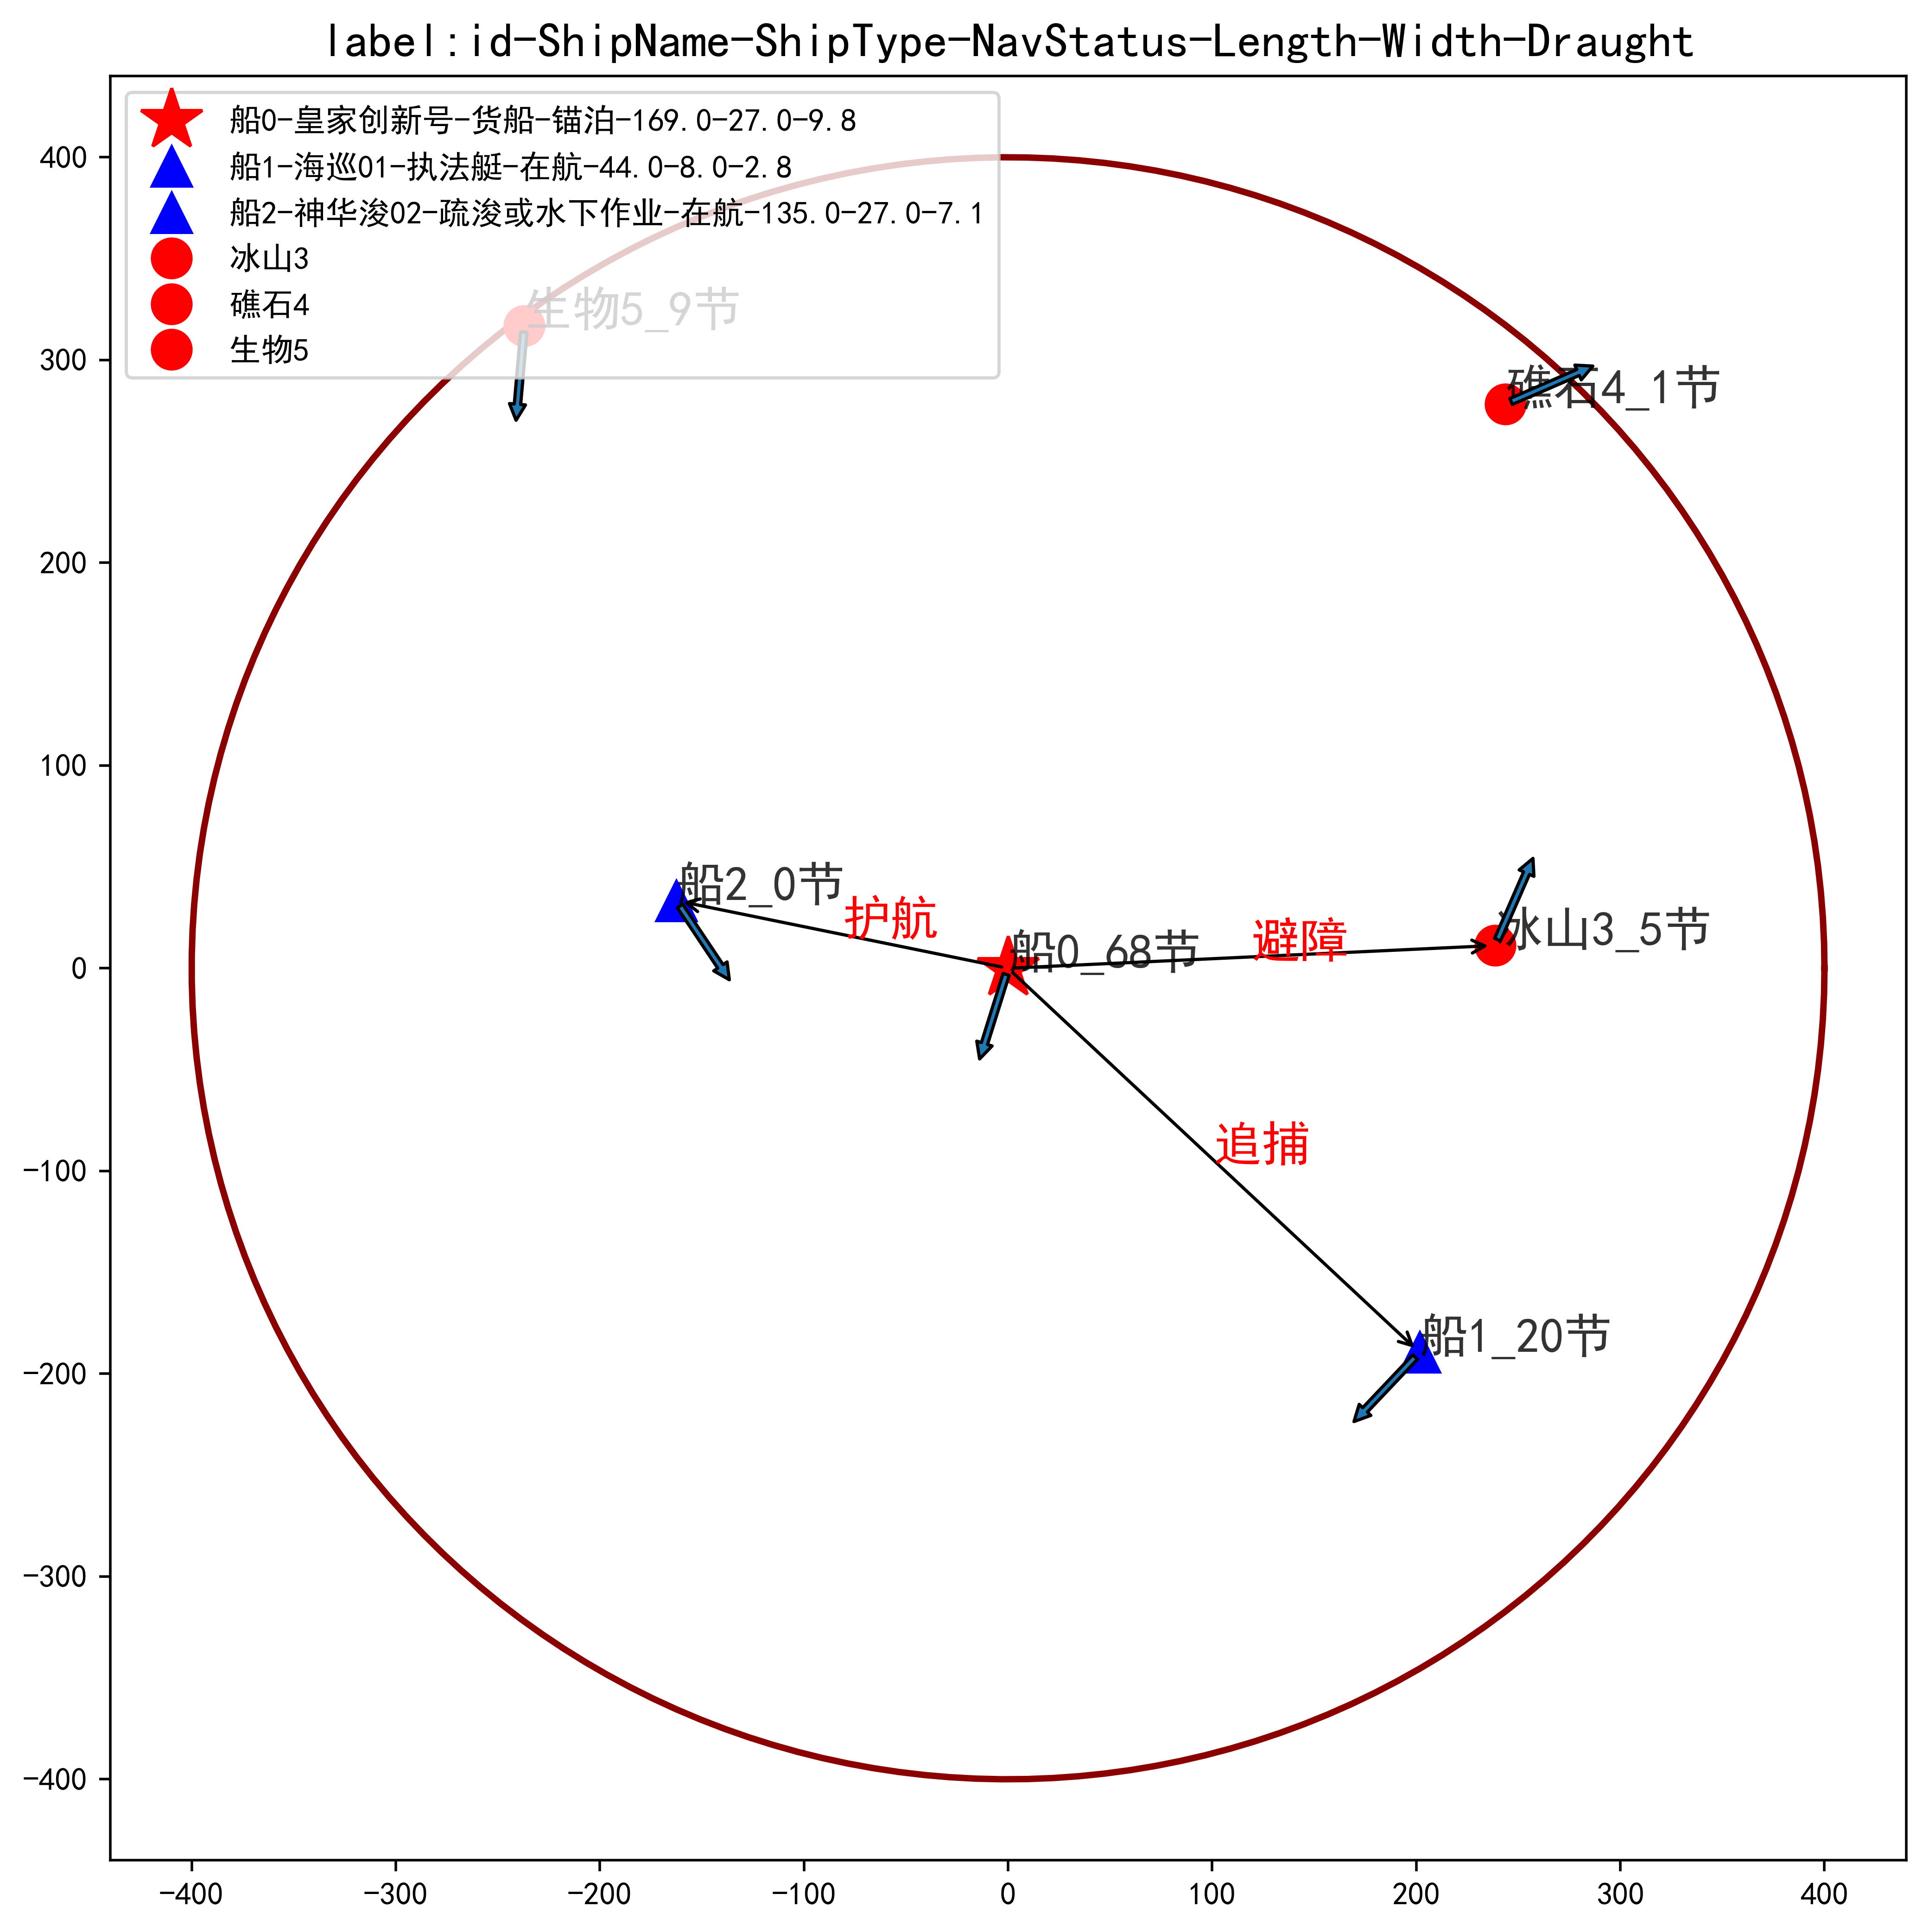 label:id-ShipName-ShipType-NavStatus-Length-Width-Draught
船0-皇家创新号-货船-锚泊-169.0-27.0-9.8
船1-海巡01-执法艇-在航-44.0-8.0-2.8
船2-神华浚02-疏浚或水下作业-在航-135.0-27.0-7.1
冰山3
礁石4
生物5
生物5_9节
礁石4_1节
船2_0节
护航
船0_68节
避障
冰山3_5节
追捕
船1_20节
400
300
200
100
0
-100
-200
-300
-400
-400 -300 -200 -100 0 100 200 300 400